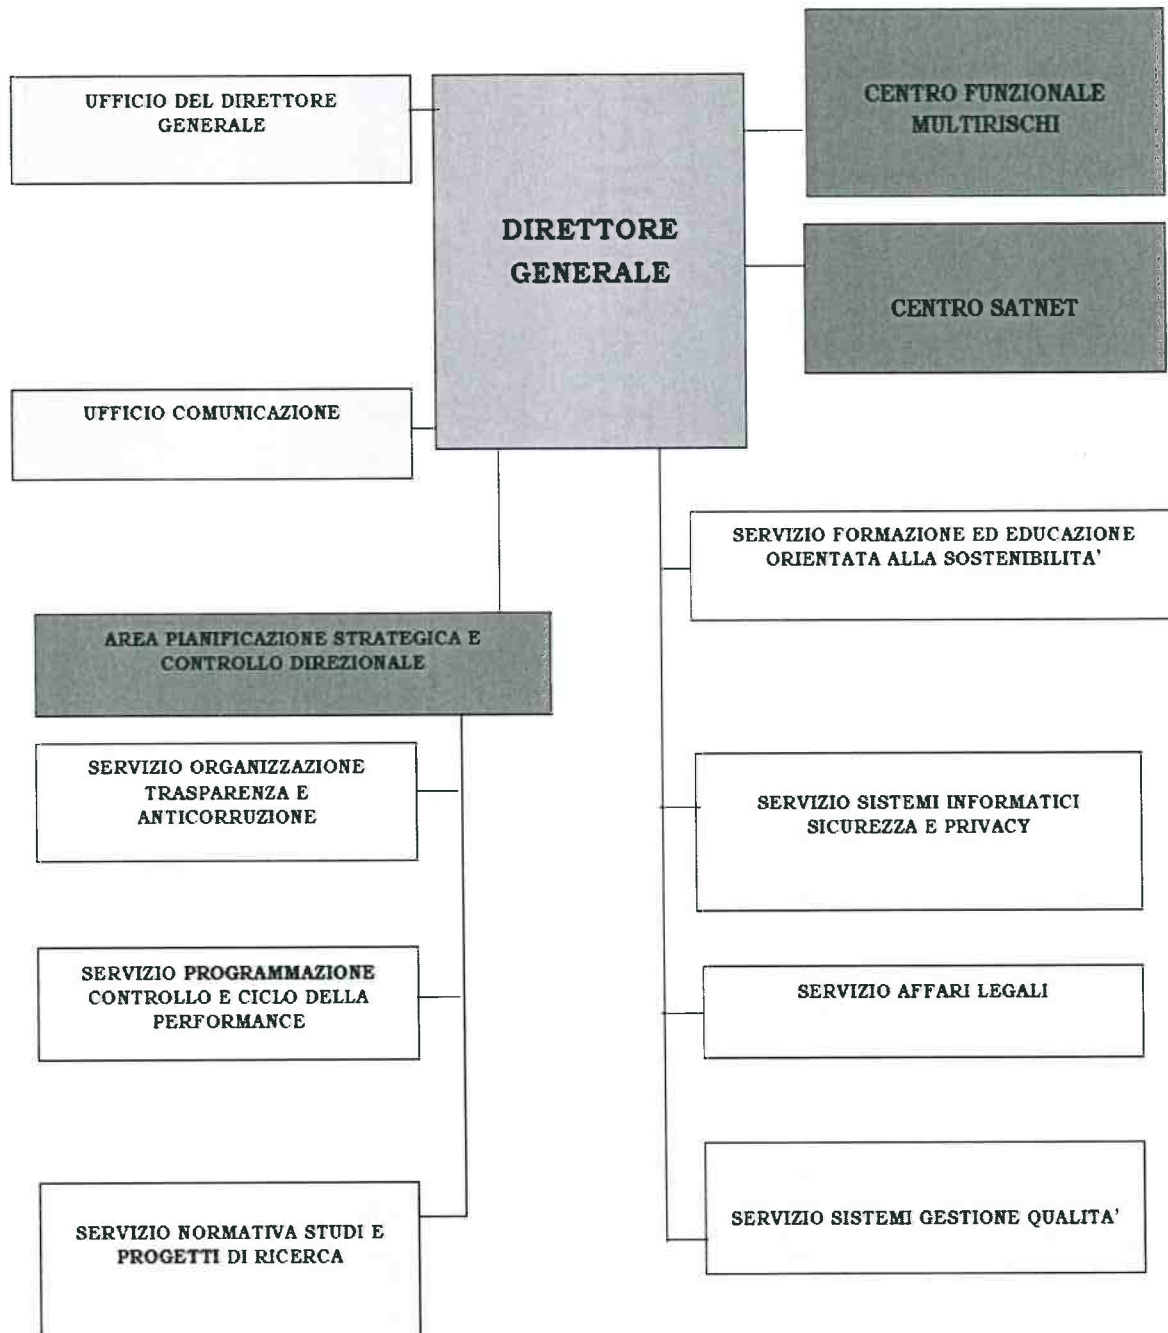 UFFICIO DEL DIRETTORE
GENERALE
CENTRO FUNZIONALE
MULTIRISCHI
DIRETTORE
GENERALE
CENTRO SATNET
UFFICIO COMUNICAZIONE
SERVIZIO FORMAZIONE ED EDUCAZIONE
ORIENTATA ALLA SOSTENIBILITA'
AREA PIANIFICAZIONE STRATEGICA E
CONTROLLO DIREZIONALE
SERVIZIO ORGANIZZAZIONE
TRASPARENZA E
ANTICORRUZIONE
SERVIZIO SISTEMI INFORMATICI
SICUREZZA E PRIVACY
SERVIZIO PROGRAMMAZIONE
CONTROLLO E CICLO DELLA
PERFORMANCE
SERVIZIO AFFARI LEGALI
SERVIZIO NORMATIVA STUDI E
PROGETTI DI RICERCA
SERVIZIO SISTEMI GESTIONE QUALITA'